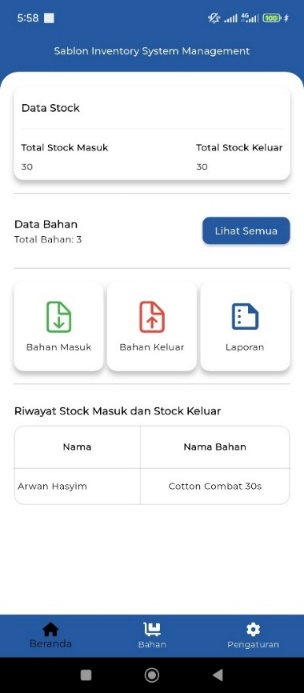 5:58
4G
100
Sablon Inventory System Management
Data Stock
Total Stock Masuk
Total Stock Keluar
30
30
Data Bahan
Total Bahan: 3
Lihat Semua
Bahan Masuk
Bahan Keluar
Laporan
Riwayat Stock Masuk dan Stock Keluar
Nama
Nama Bahan
Arwan Hasyim
Cotton Combat 30s
Beranda
Bahan
Pengaturan